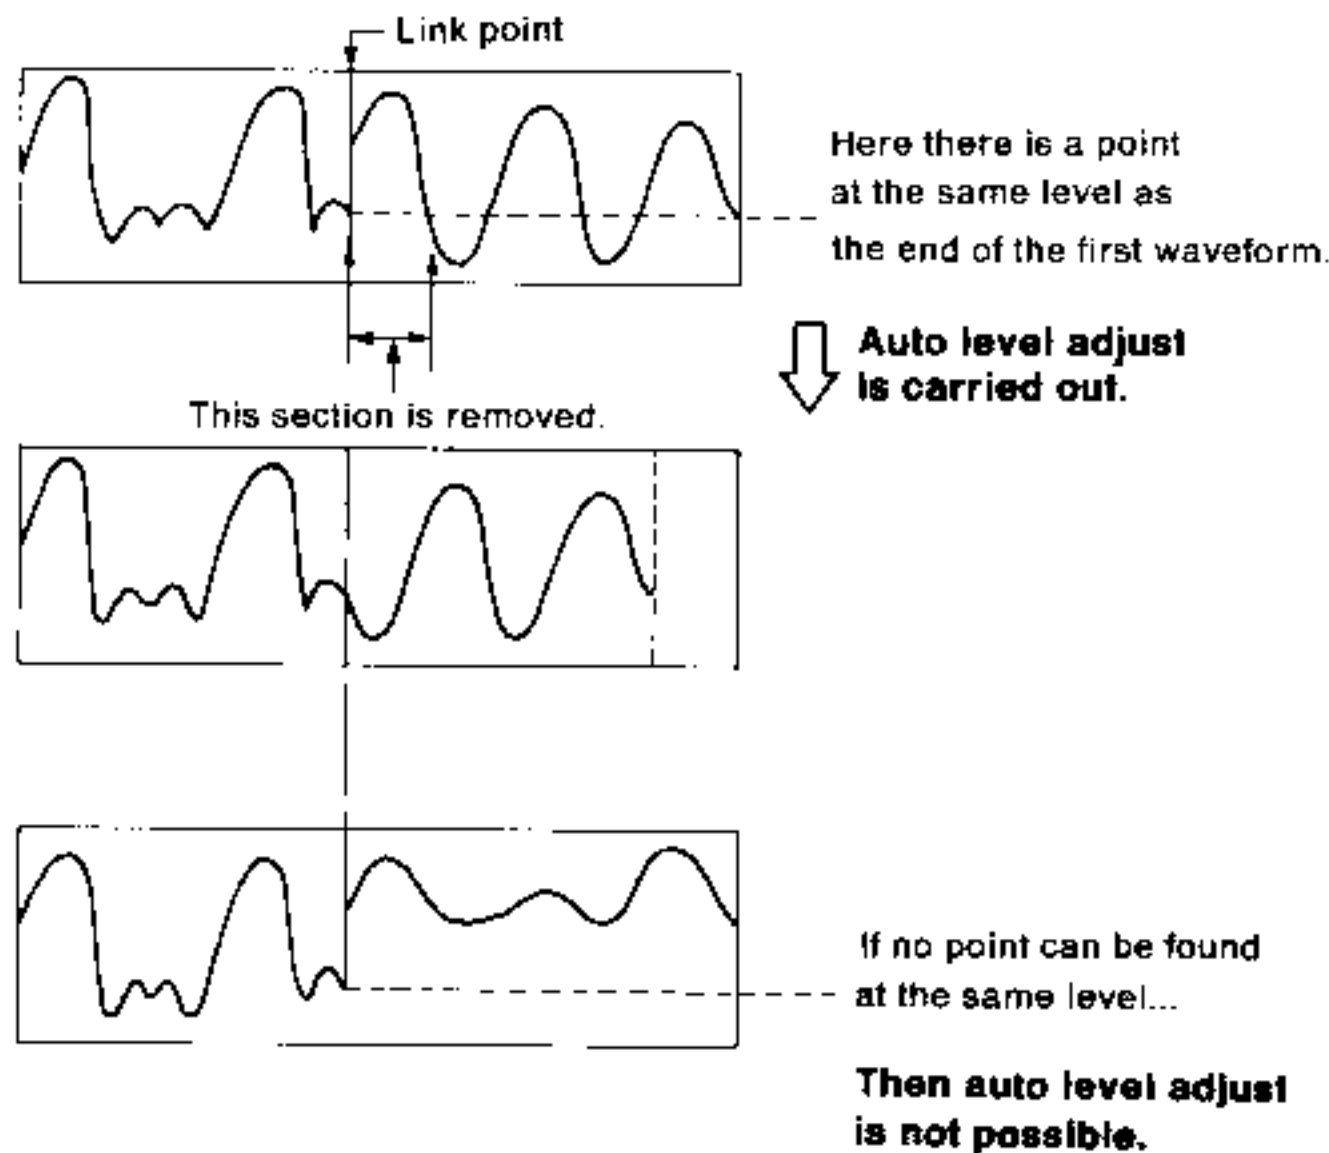 Link point
Here there is a point
at the same level as
the end of the first waveform.
Auto level adjust
is carried out.
This section is removed.
If no point can be found
at the same level...
Then auto level adjust
is not possible.